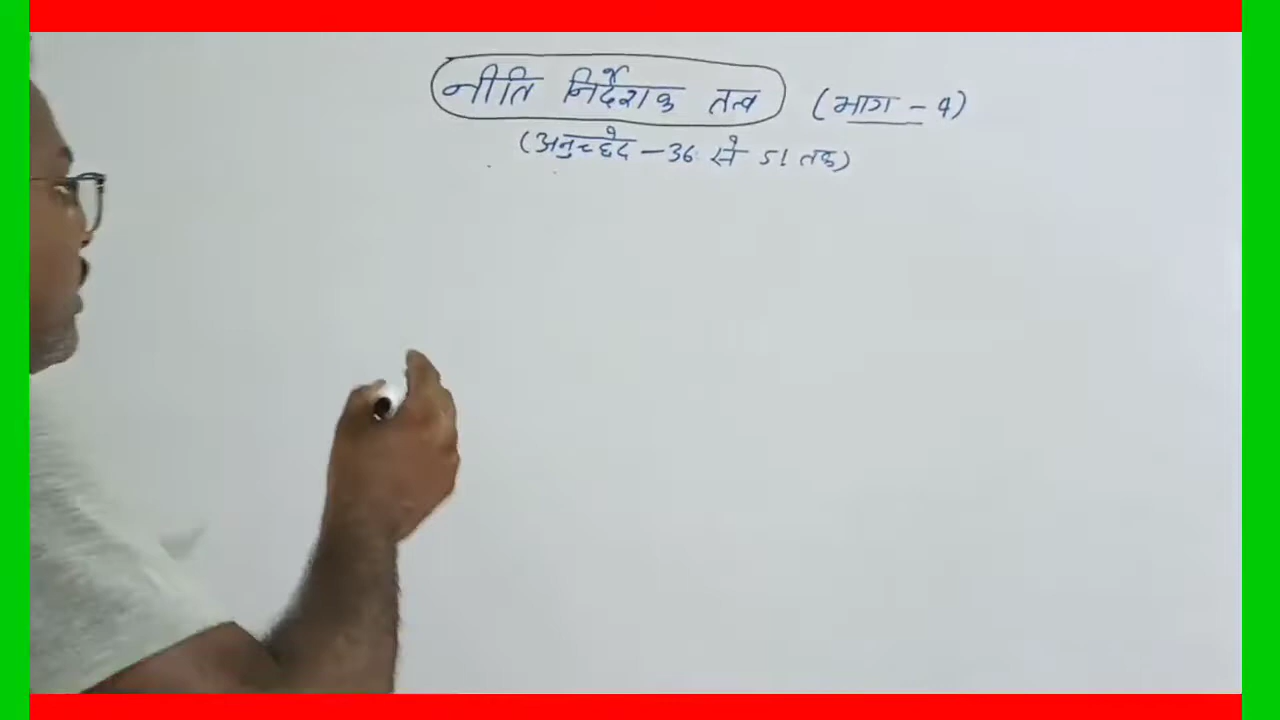 नीति निर्देशक तत्व (भाग - 4)
(अनुच्छेद - 36 से 51 तक)